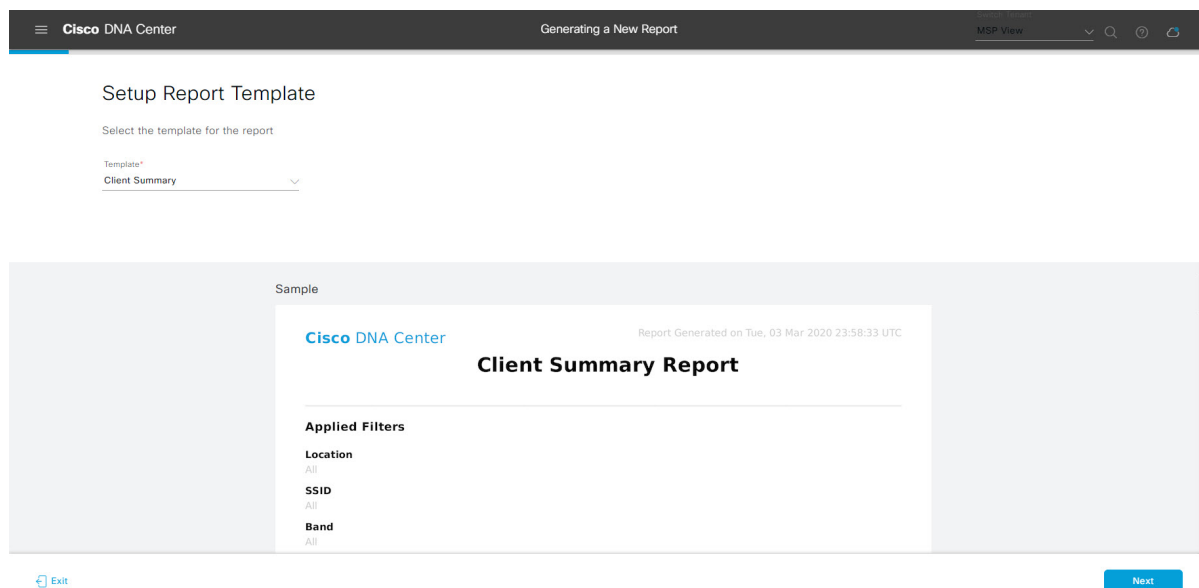 Cisco DNA Center
Generating a New Report
Switch Tenant
MSP View
Setup Report Template
Select the template for the report
Template*
Client Summary
Sample
Cisco DNA Center
Report Generated on Tue, 03 Mar 2020 23:58:33 UTC
Client Summary Report
Applied Filters
Location
All
SSID
All
Band
All
Exit
Next